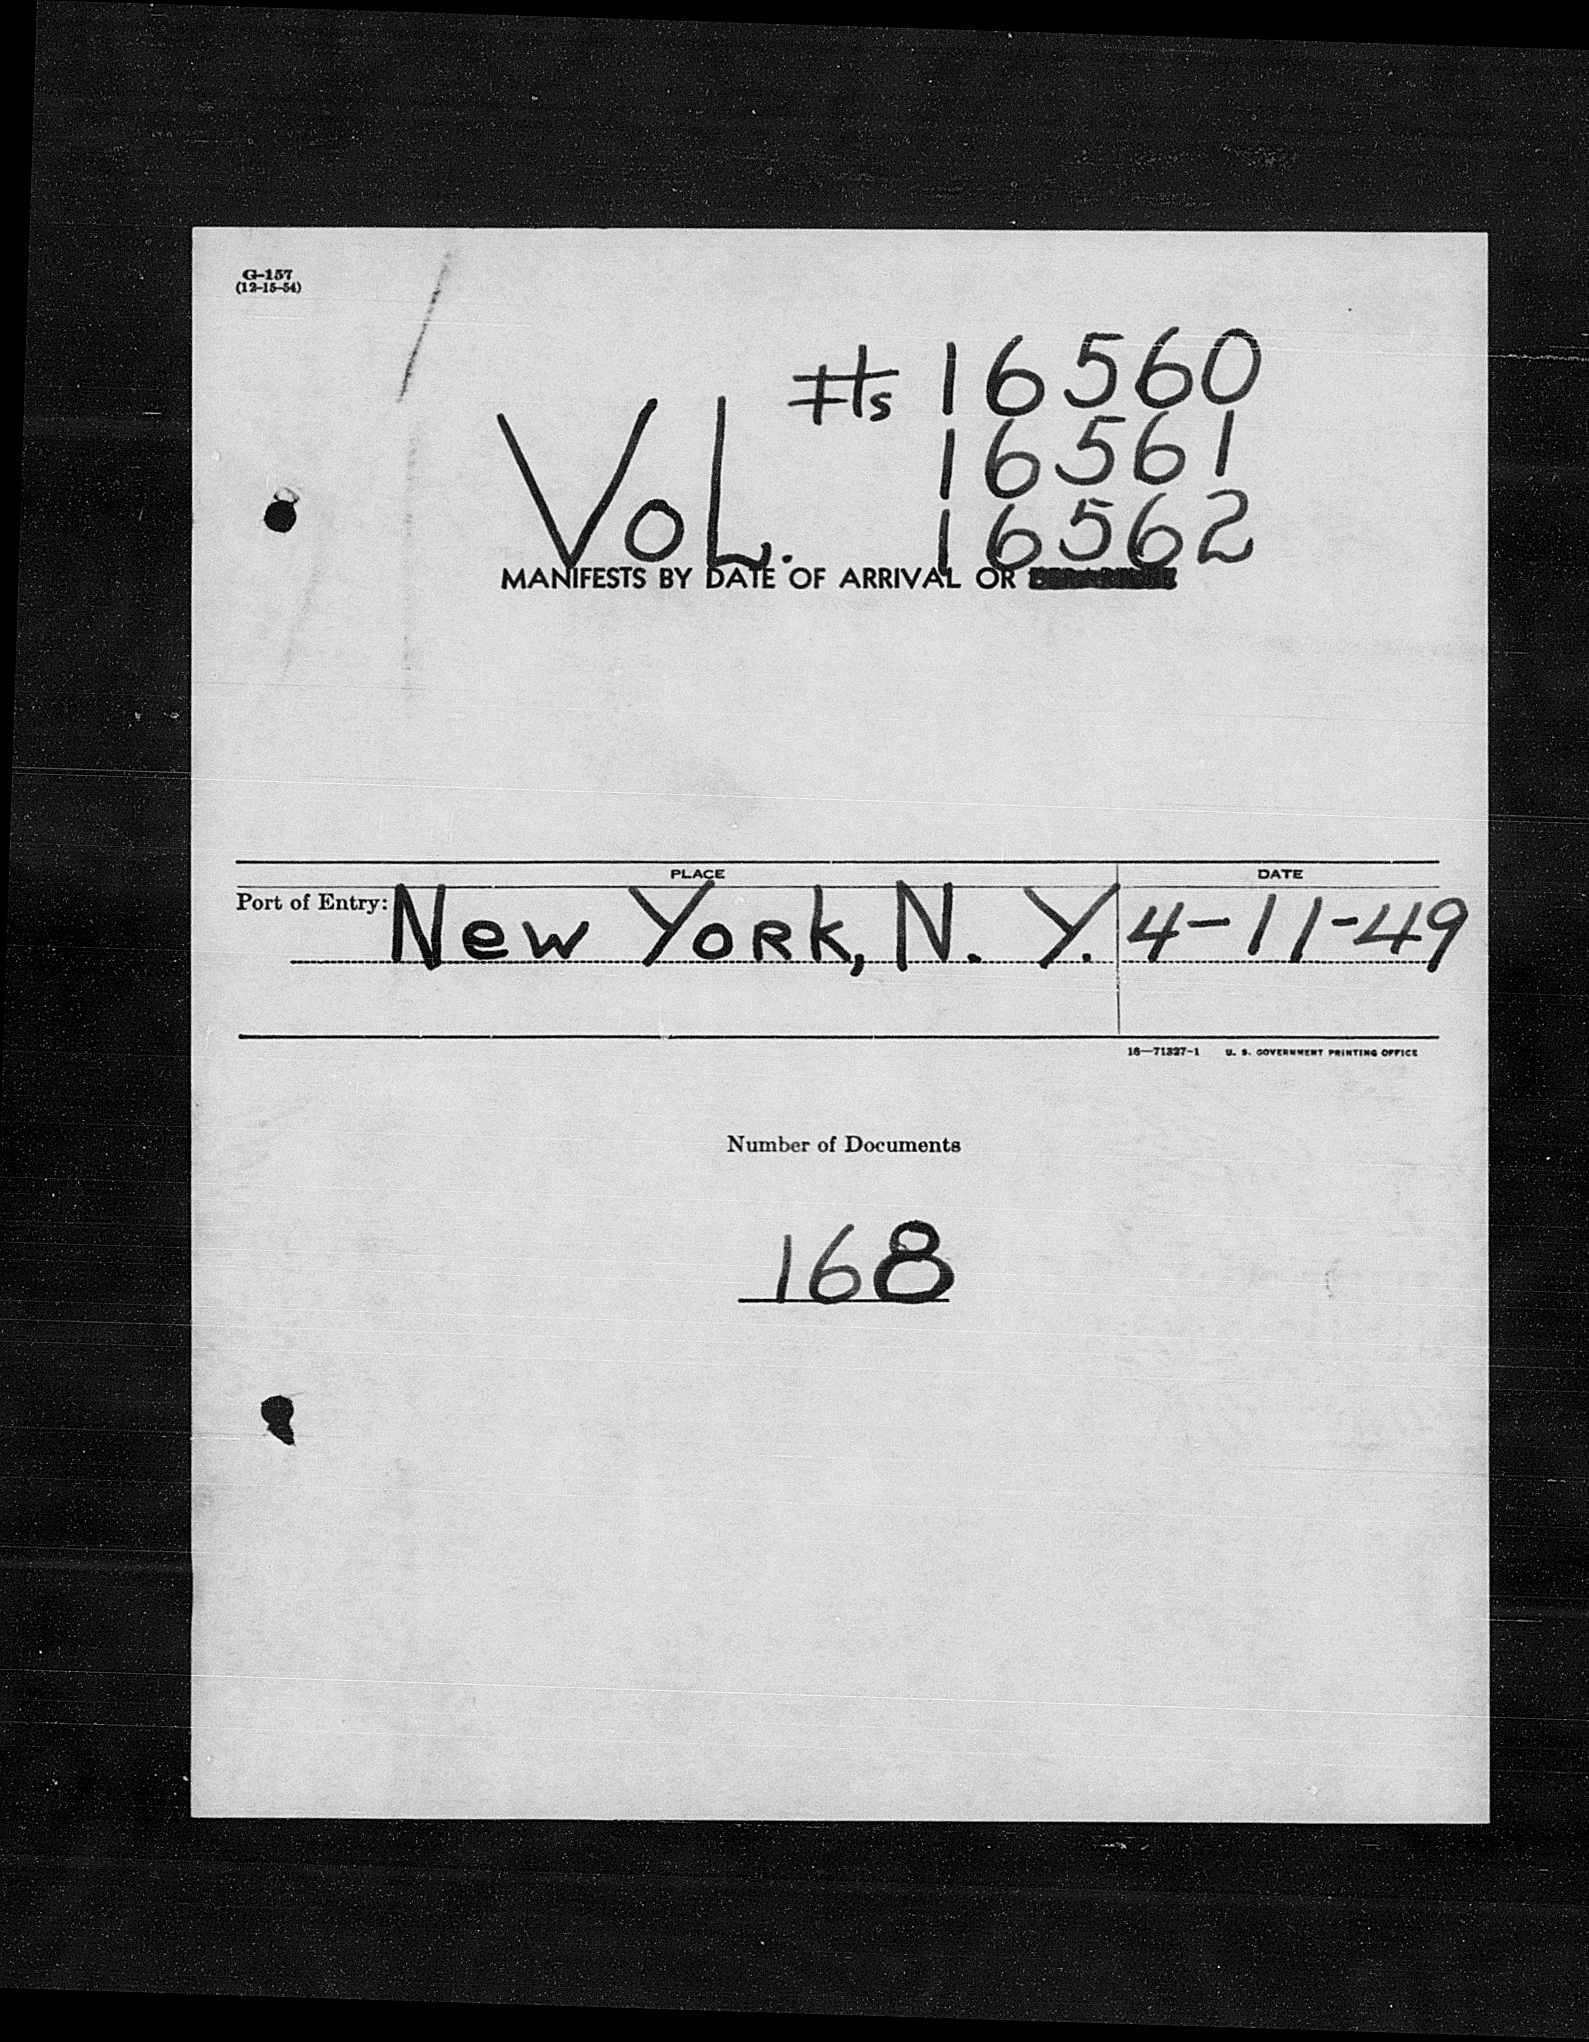 G-157
(12-15-54)
#s 16560
16561
VOL. 16562
MANIFESTS BY DATE OF ARRIVAL OR
PLACE DATE
Port of Entry: New York, N. Y. 4-11-49
16—71327-1 U. S. GOVERNMENT PRINTING OFFICE
Number of Documents
168